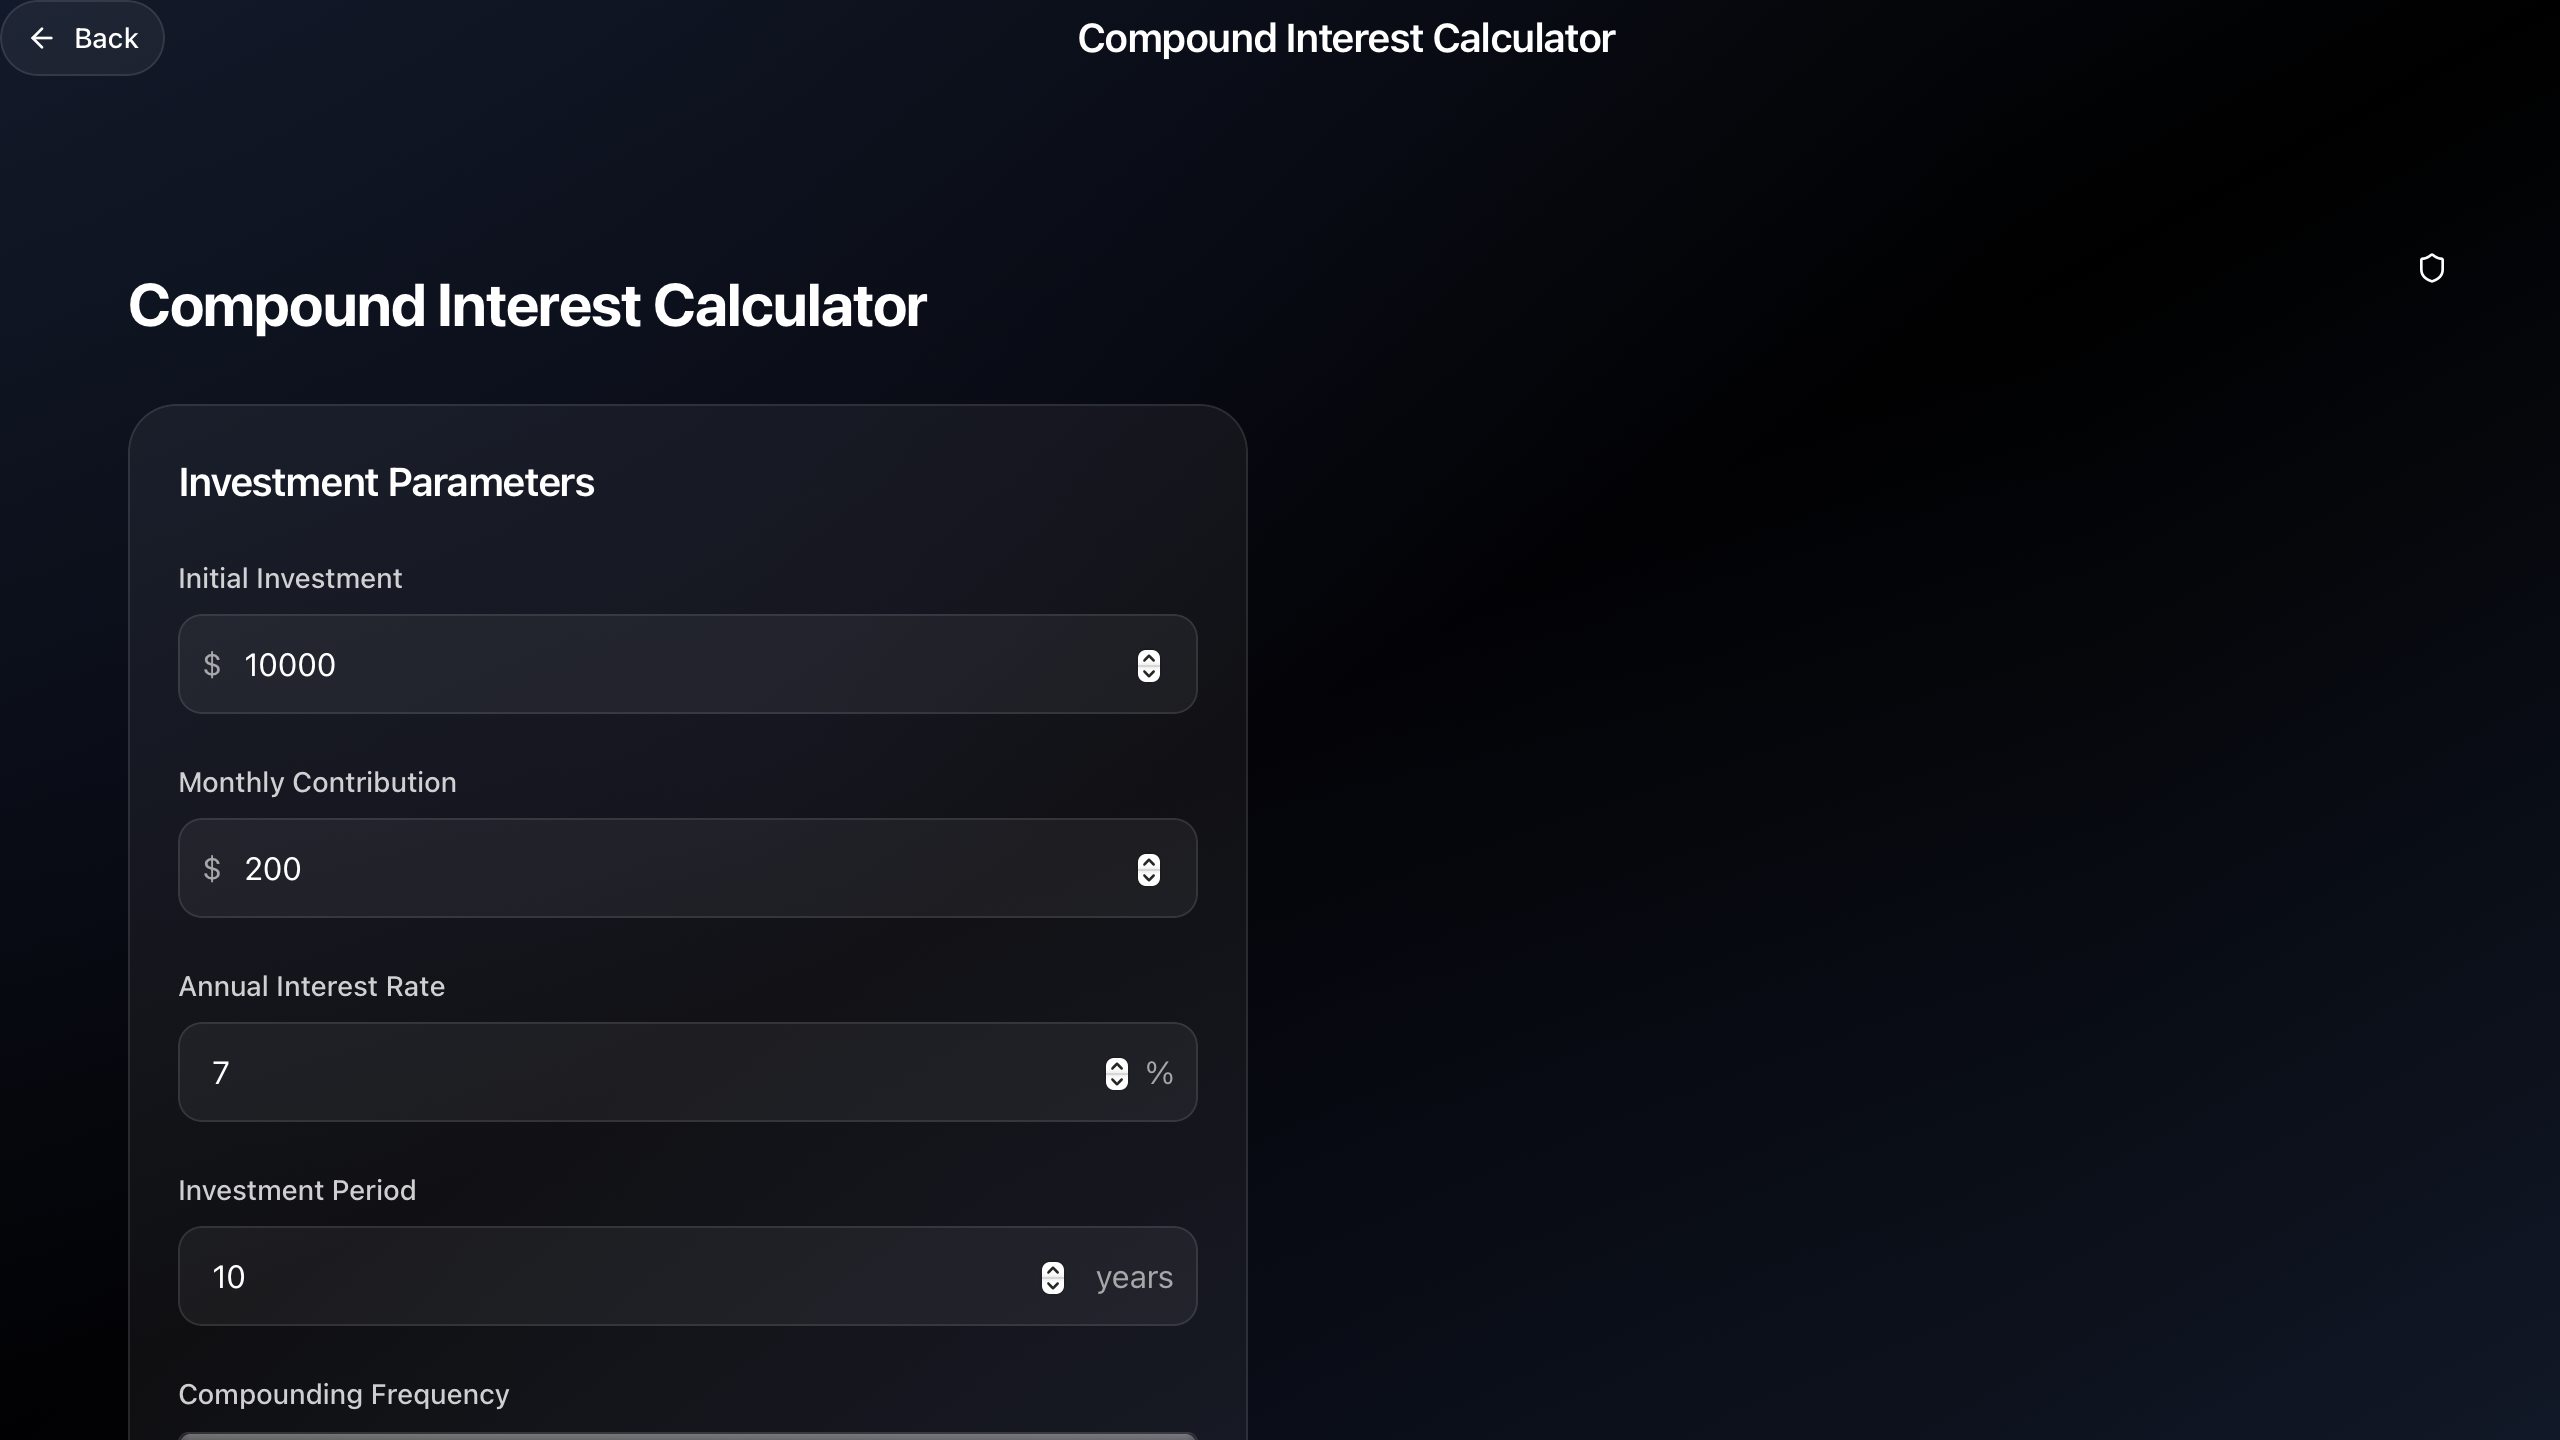 Back
Compound Interest Calculator
Compound Interest Calculator
Investment Parameters
Initial Investment
$ 10000
Monthly Contribution
$ 200
Annual Interest Rate
7 %
Investment Period
10 years
Compounding Frequency